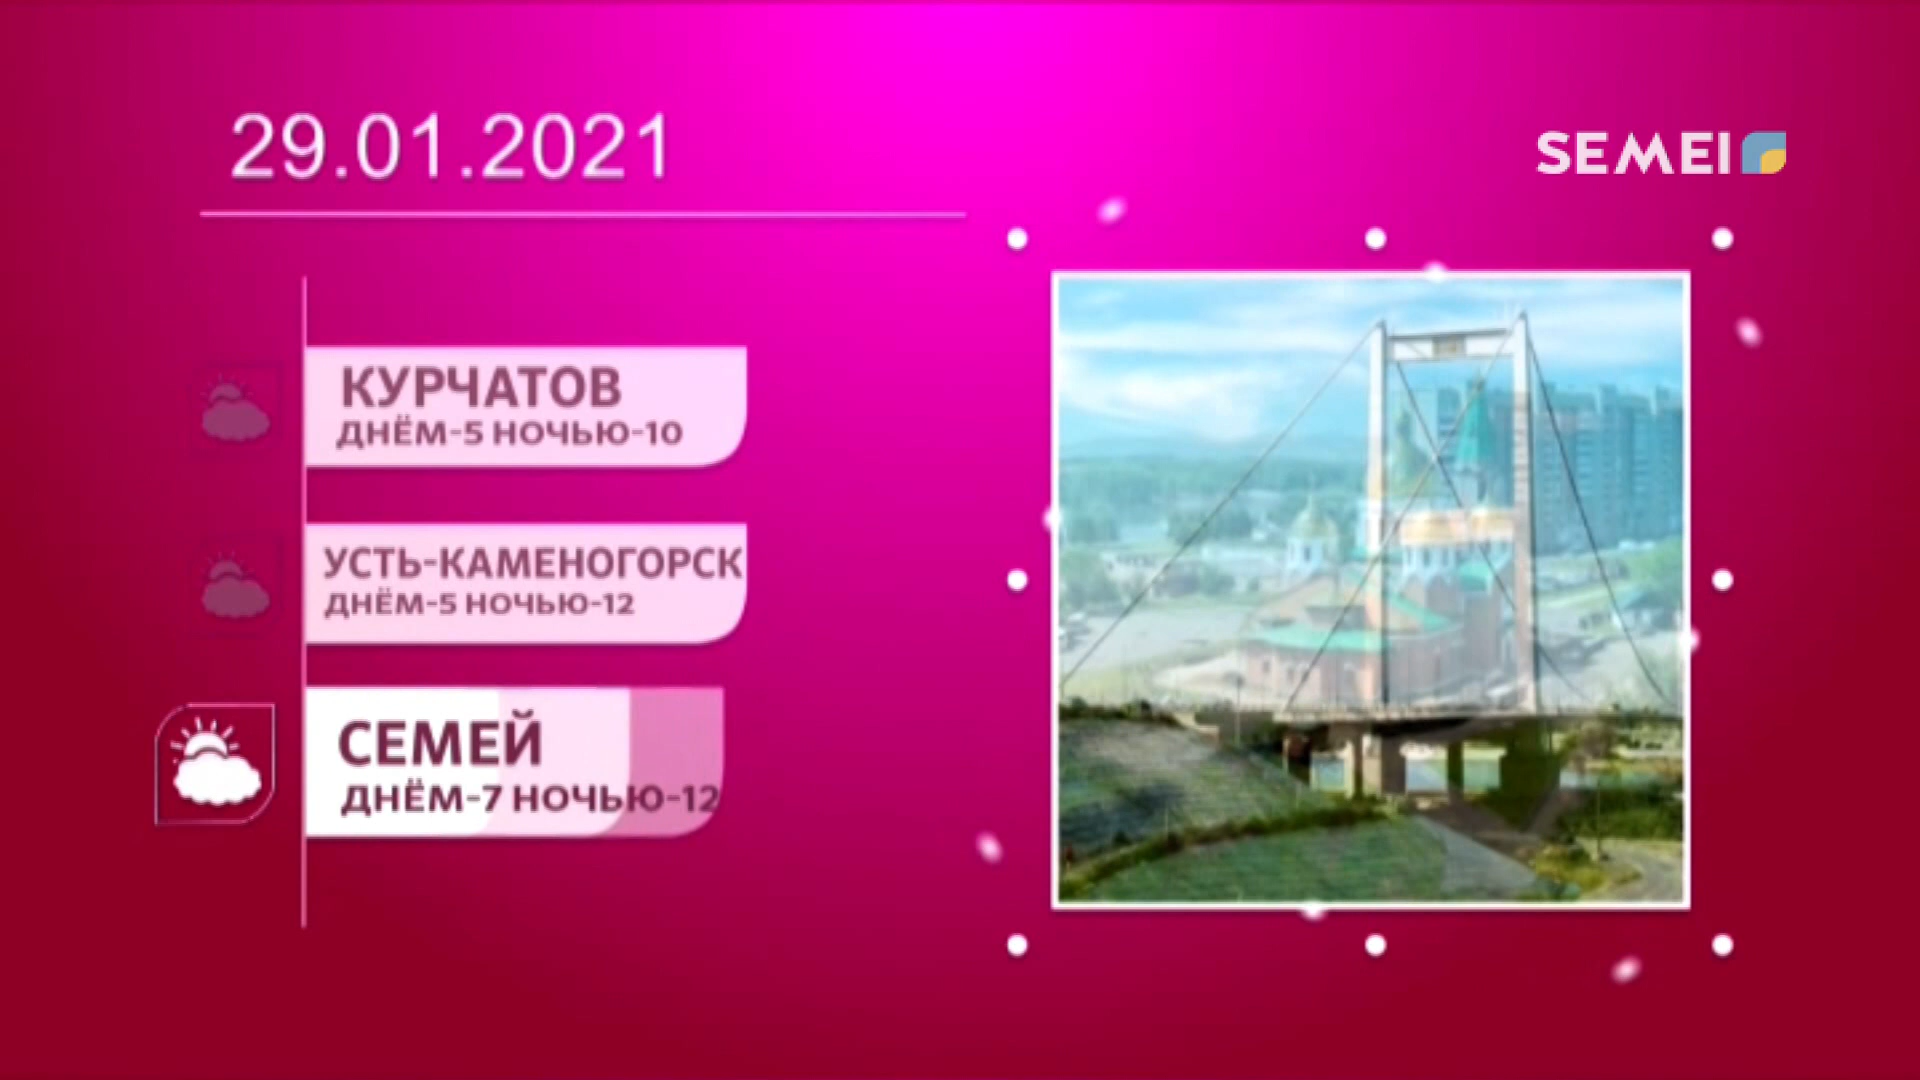 29.01.2021
SEMEI
КУРЧАТОВ
ДНЁМ-5 НОЧЬЮ-10
УСТЬ-КАМЕНОГОРСК
ДНЁМ-5 НОЧЬЮ-12
СЕМЕЙ
ДНЁМ-7 НОЧЬЮ-12